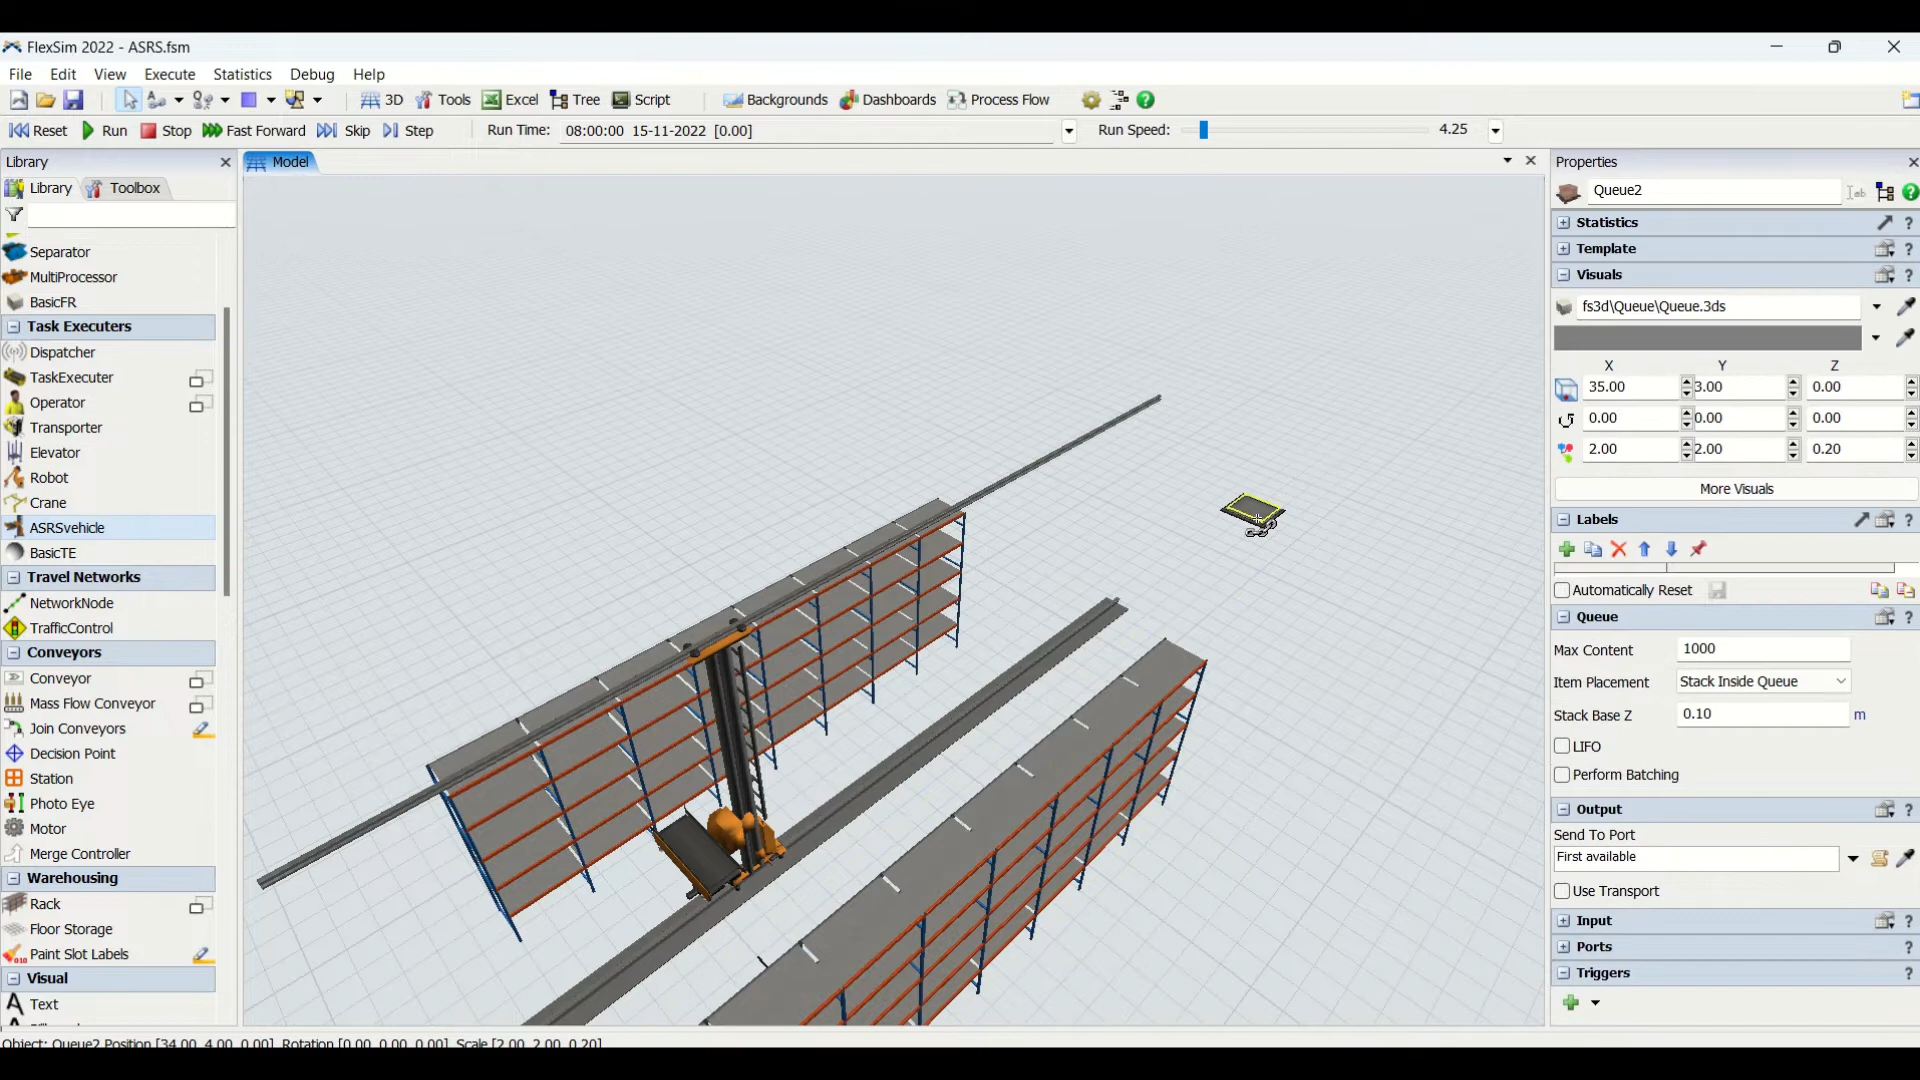 FlexSim 2022 - ASRS.fsm
File Edit View Execute Statistics Debug Help
3D Tools Excel Tree Script Backgrounds Dashboards Process Flow
Reset Run Stop Fast Forward Skip Step Run Time: 08:00:00 15-11-2022 [0.00] Run Speed: 4.25
Library
Library Toolbox
Separator
MultiProcessor
BasicFR
Task Executers
Dispatcher
TaskExecuter
Operator
Transporter
Elevator
Robot
Crane
ASRSvehicle
BasicTE
Travel Networks
NetworkNode
TrafficControl
Conveyors
Conveyor
Mass Flow Conveyor
Join Conveyors
Decision Point
Station
Photo Eye
Motor
Merge Controller
Warehousing
Rack
Floor Storage
Paint Slot Labels
Visual
Text
Model
Properties
Queue2
Statistics
Template
Visuals
fs3d\Queue\Queue.3ds
X Y Z
35.00 3.00 0.00
0.00 0.00 0.00
2.00 2.00 0.20
More Visuals
Labels
Automatically Reset
Queue
Max Content 1000
Item Placement Stack Inside Queue
Stack Base Z 0.10 m
LIFO
Perform Batching
Output
Send To Port
First available
Use Transport
Input
Ports
Triggers
Object: Queue2 Position [34.00, 4.00, 0.00] Rotation [0.00, 0.00, 0.00] Scale [2.00, 2.00, 0.20]